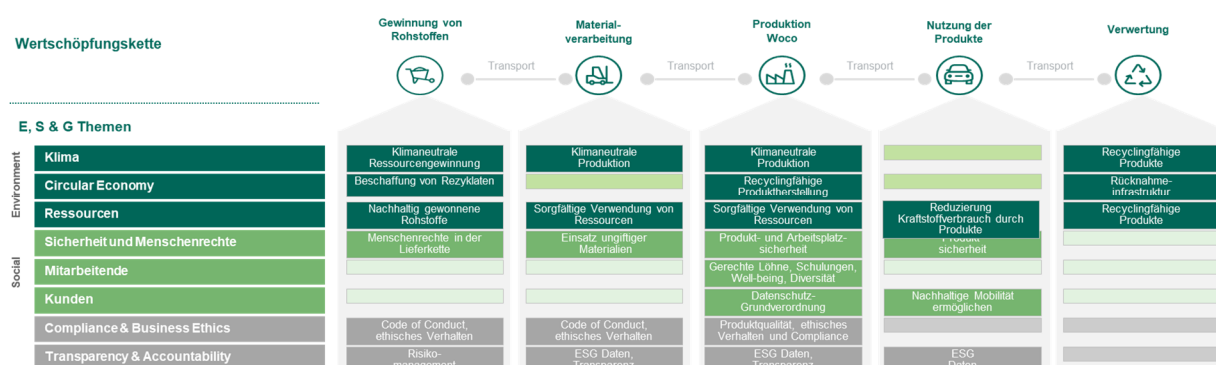 Wertschöpfungskette
Gewinnung von
Rohstoffen
Material-
verarbeitung
Produktion
Woco
Nutzung der
Produkte
Verwertung
Transport
Transport
Transport
Transport
E, S & G Themen
Environment
Klima
Klimaneutrale
Ressourcengewinnung
Klimaneutrale
Produktion
Klimaneutrale
Produktion
Recyclingfähige
Produkte
Circular Economy
Beschaffung von Rezyklaten
Recyclingfähige
Produktherstellung
Rücknahme-
infrastruktur
Ressourcen
Nachhaltig gewonnene
Rohstoffe
Sorgfältige Verwendung von
Ressourcen
Sorgfältige Verwendung von
Ressourcen
Reduzierung
Kraftstoffverbrauch durch
Produkte
Recyclingfähige
Produkte
Social
Sicherheit und Menschenrechte
Menschenrechte in der
Lieferkette
Einsatz ungiftiger
Materialien
Produkt- und Arbeitsplatz-
sicherheit
Produkt
sicherheit
Mitarbeitende
Gerechte Löhne, Schulungen,
Well-being, Diversität
Kunden
Datenschutz-
Grundverordnung
Nachhaltige Mobilität
ermöglichen
Compliance & Business Ethics
Code of Conduct,
ethisches Verhalten
Code of Conduct,
ethisches Verhalten
Produktqualität, ethisches
Verhalten und Compliance
Transparency & Accountability
Risiko-
management
ESG Daten,
Transparenz
ESG Daten,
Transparenz
ESG
Daten